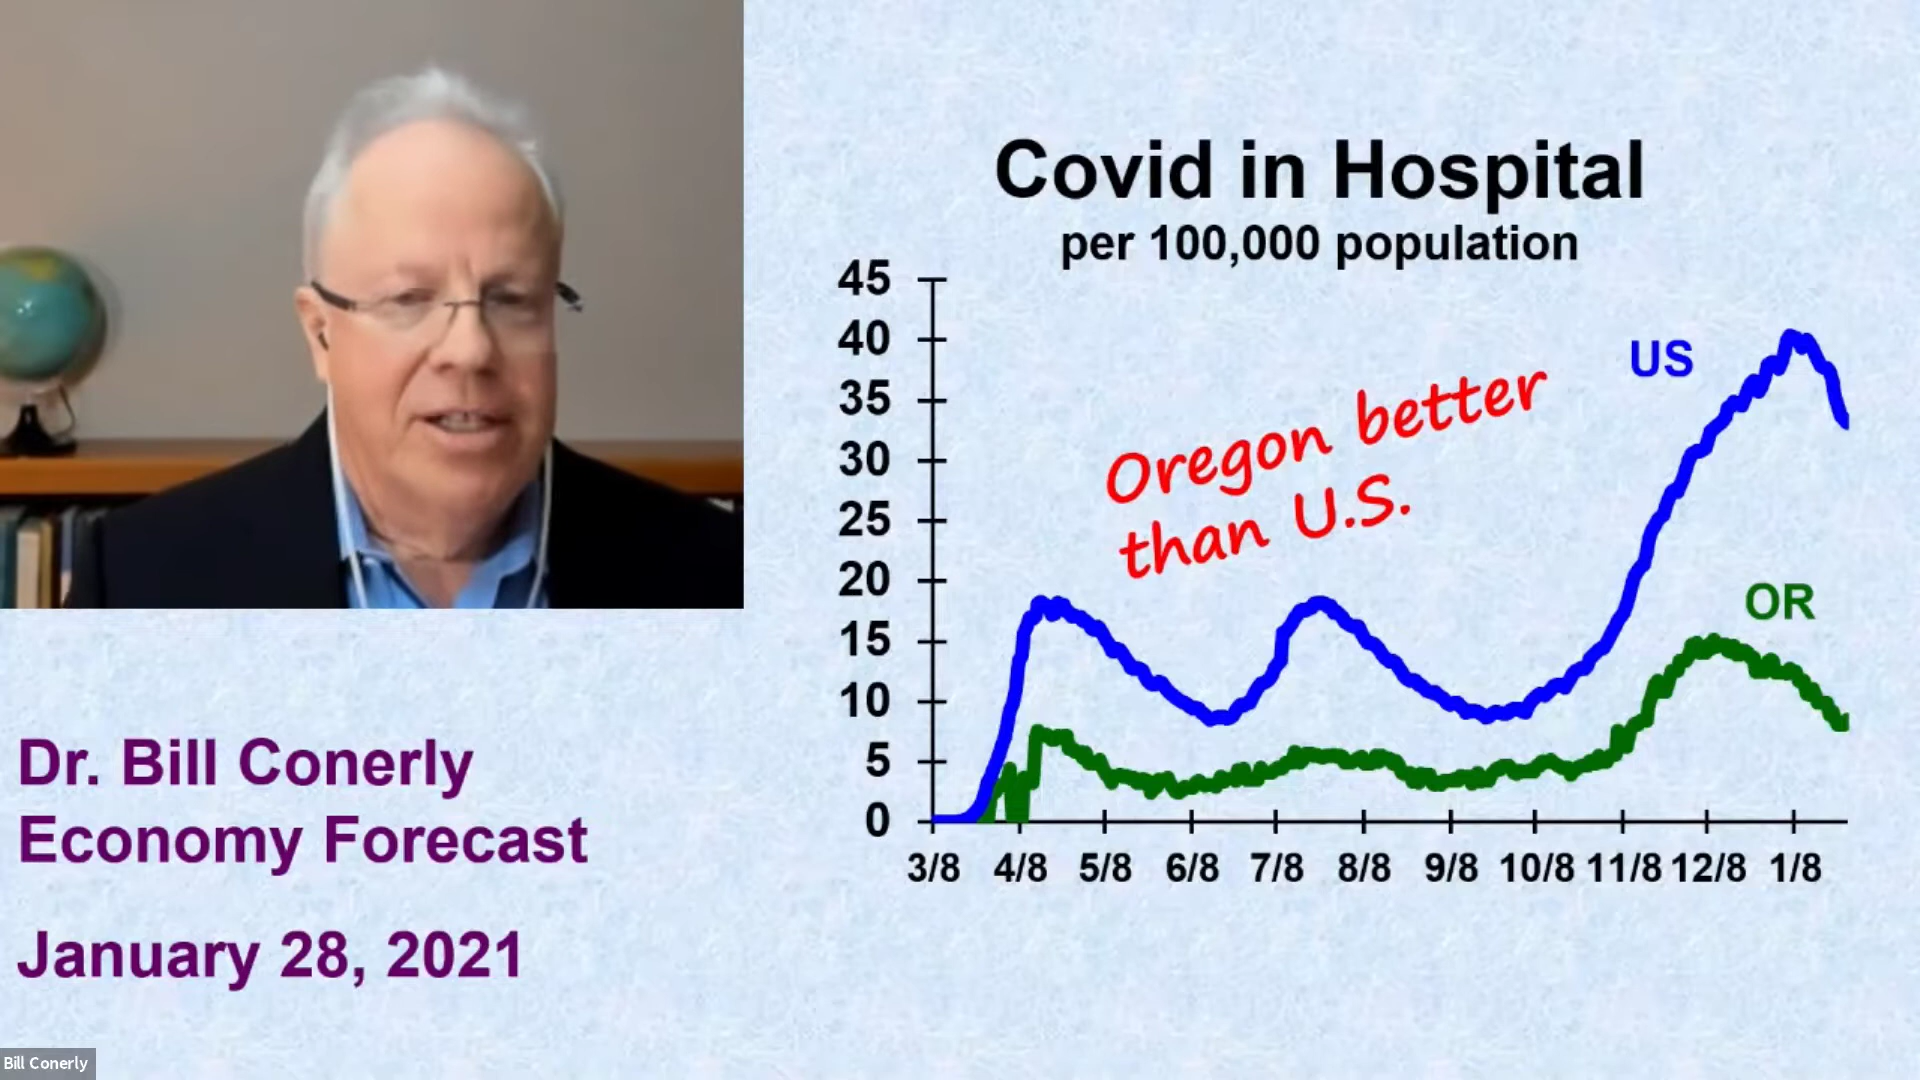 Covid in Hospital
per 100,000 population
45
40
35
30
25
20
15
10
5
0
US
Oregon better
than U.S.
OR
3/8 4/8 5/8 6/8 7/8 8/8 9/8 10/8 11/8 12/8 1/8
Dr. Bill Conerly
Economy Forecast
January 28, 2021
Bill Conerly